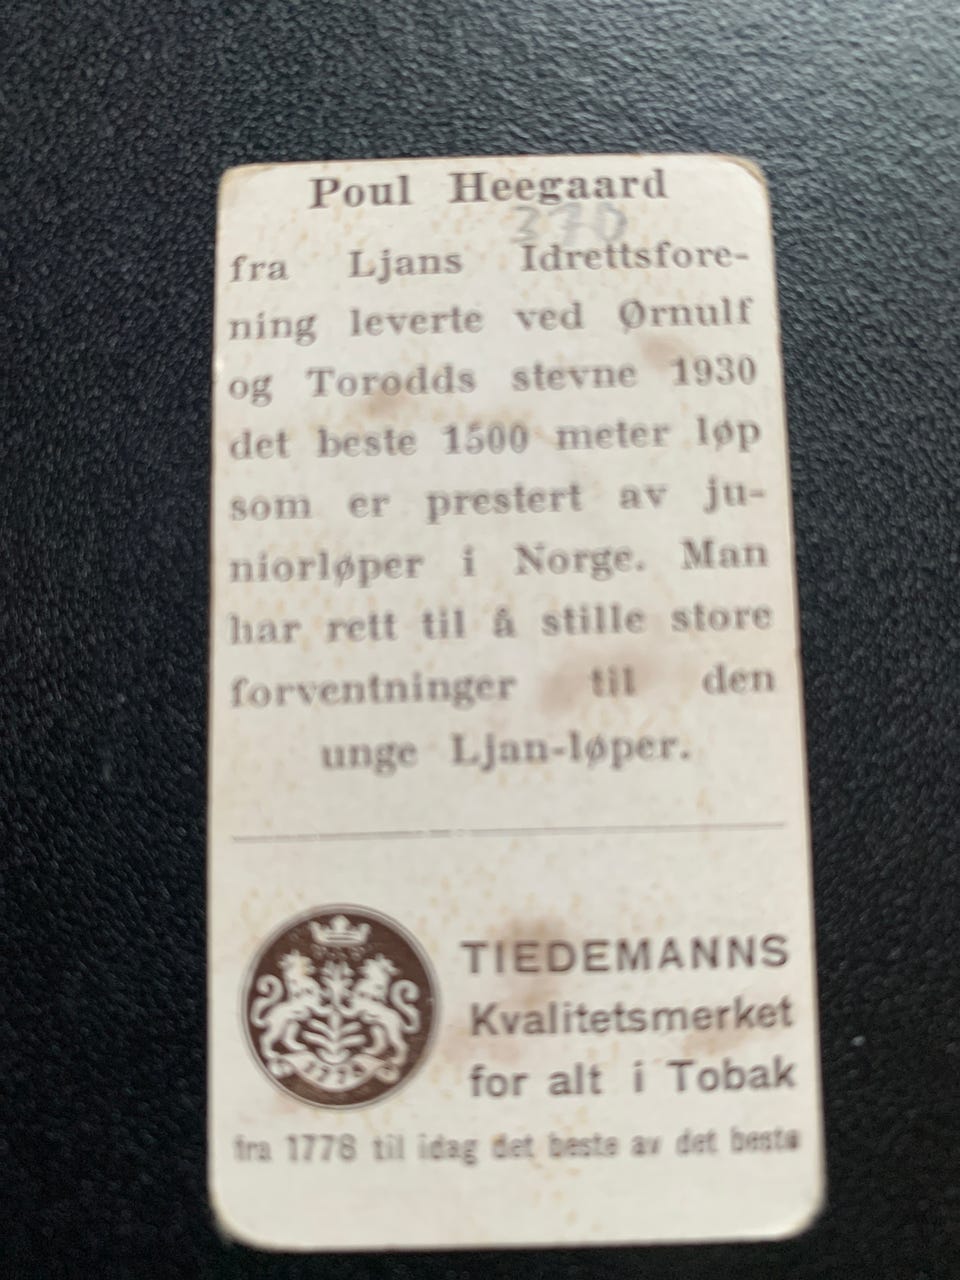 Poul Heegaard
370
fra Ljans Idrettsfore-
ning leverte ved Ørnulf
og Torodds stevne 1930
det beste 1500 meter løp
som er prestert av ju-
niorløper i Norge. Man
har rett til å stille store
forventninger til den
unge Ljan-løper.
TIEDEMANNS
Kvalitetsmerket
for alt i Tobak
1778
fra 1778 til idag det beste av det beste